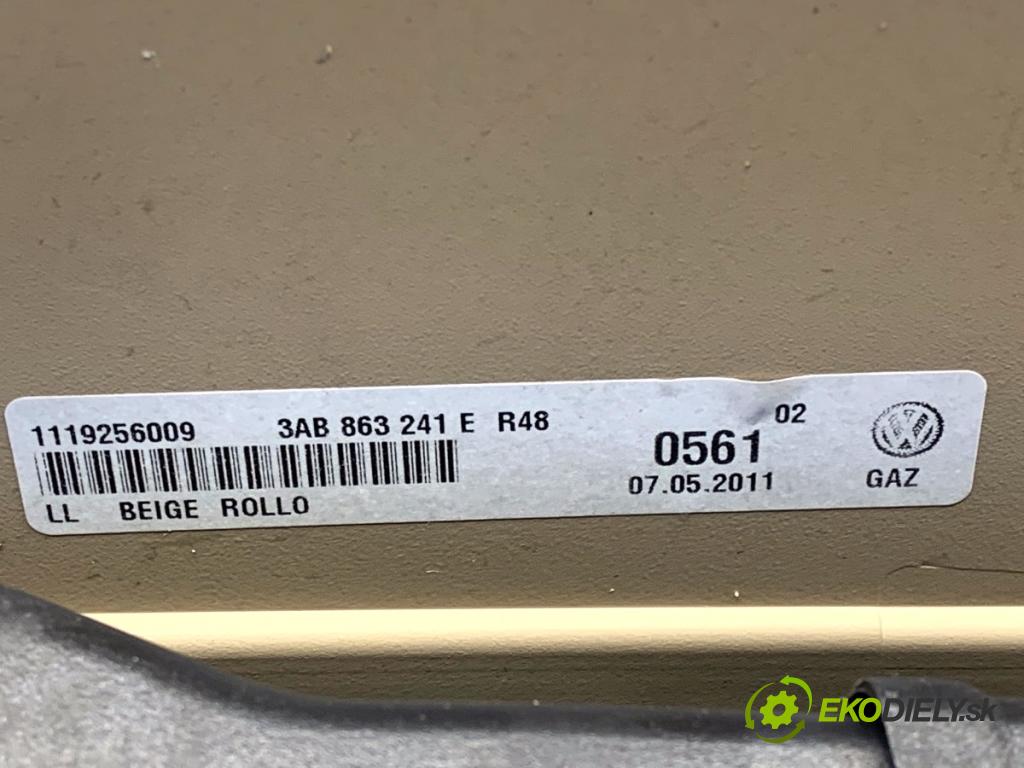 1119256009 3AB 863 241 E R48
LL BEIGE ROLLO
0561 02
07.05.2011
GAZ
EKODIELY.sk